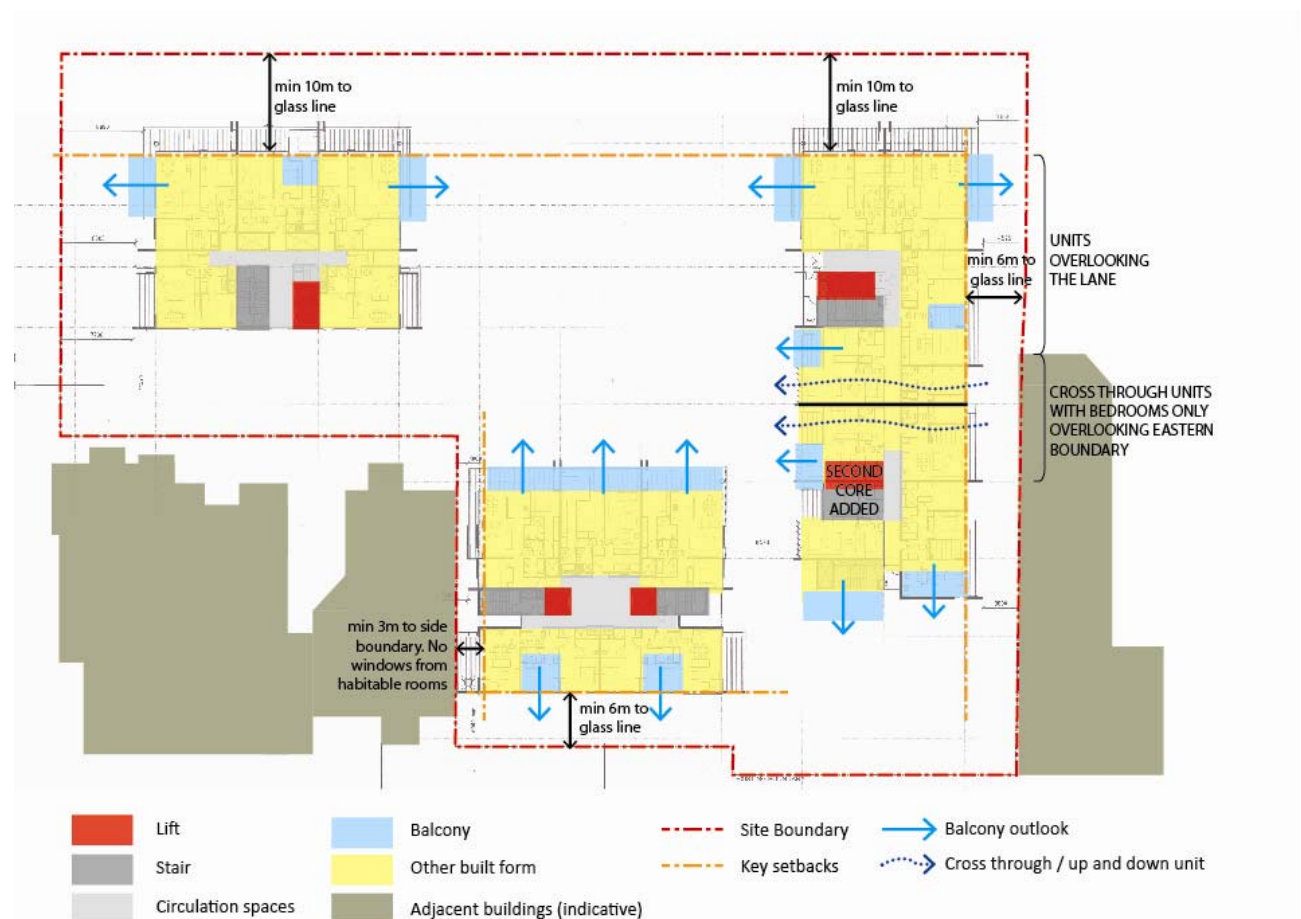 min 10m to
glass line
min 10m to
glass line
UNITS
OVERLOOKING
THE LANE
min 6m to
glass line
CROSS THROUGH UNITS
WITH BEDROOMS ONLY
OVERLOOKING EASTERN
BOUNDARY
SECOND
CORE
ADDED
min 3m to side
boundary. No
windows from
habitable rooms
min 6m to
glass line
Lift
Stair
Circulation spaces
Balcony
Other built form
Adjacent buildings (indicative)
Site Boundary
Key setbacks
Balcony outlook
Cross through / up and down unit